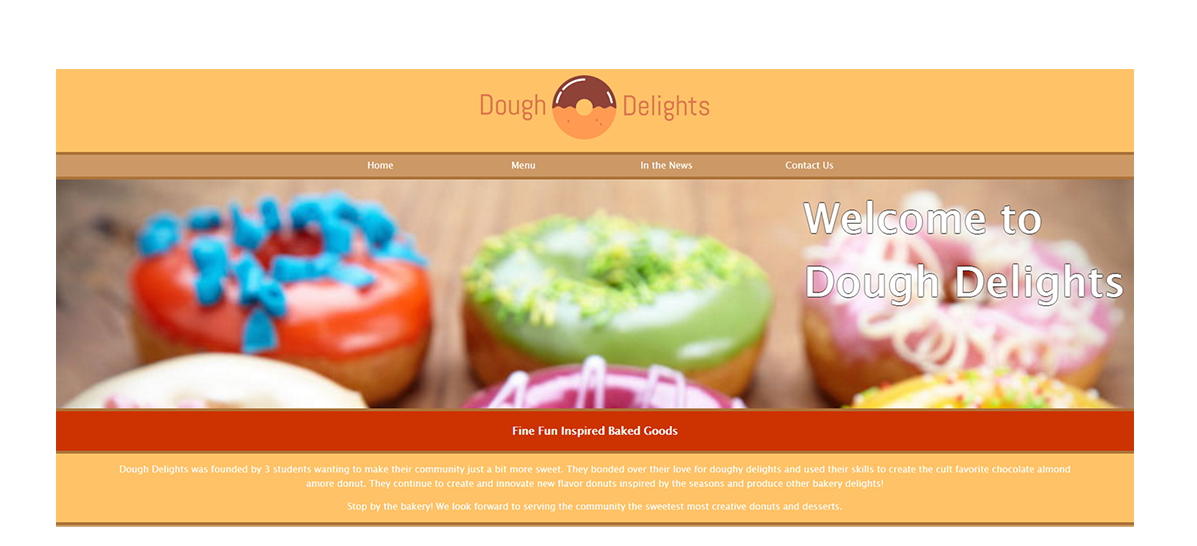 Dough Delights
Home Menu In the News Contact Us
Welcome to
Dough Delights
Fine Fun Inspired Baked Goods
Dough Delights was founded by 3 students wanting to make their community just a bit more sweet. They bonded over their love for doughy delights and used their skills to create the cult favorite chocolate almond
amore donut. They continue to create and innovate new flavor donuts inspired by the seasons and produce other bakery delights!
Stop by the bakery! We look forward to serving the community the sweetest most creative donuts and desserts.